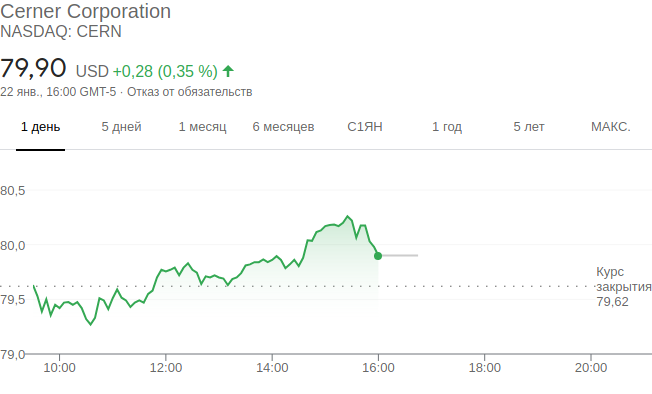 Cerner Corporation
NASDAQ: CERN
79,90 USD +0,28 (0,35 %)
22 янв., 16:00 GMT-5 · Отказ от обязательств
1 день 5 дней 1 месяц 6 месяцев С1ЯН 1 год 5 лет МАКС.
80,5
80,0
79,5
79,0
Курс
закрытия
79,62
10:00 12:00 14:00 16:00 18:00 20:00